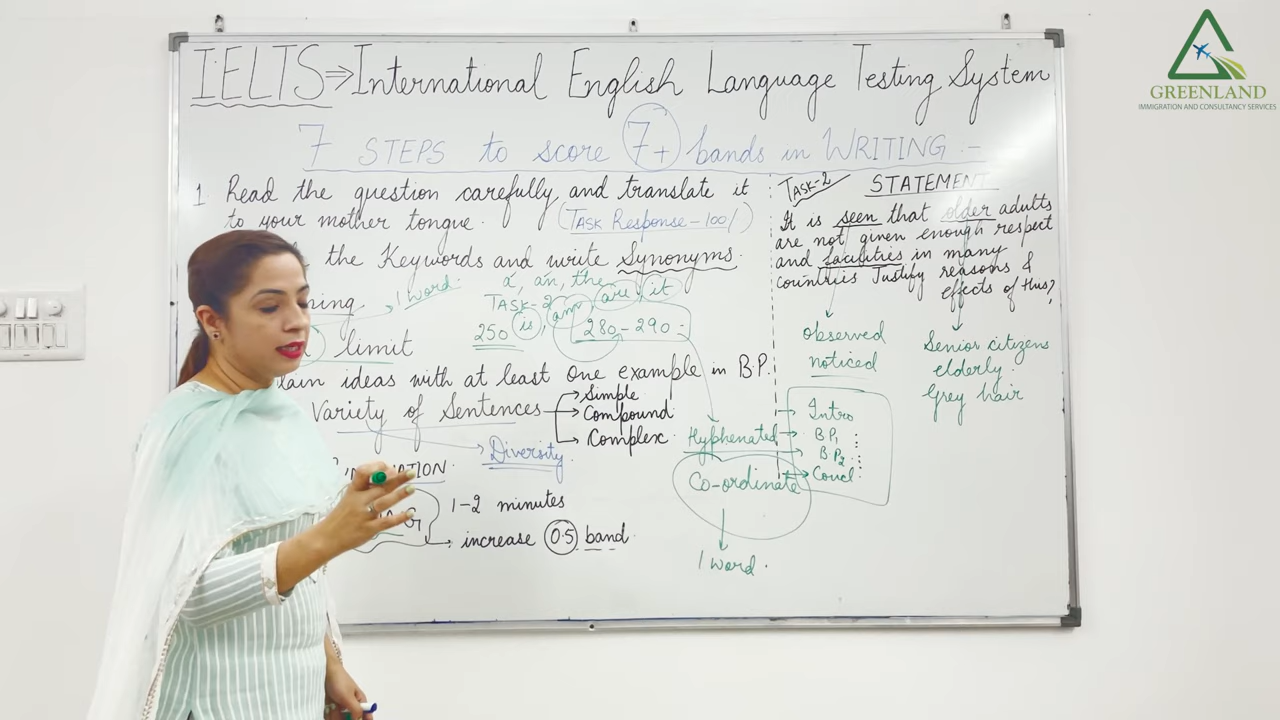 IELTS⇒International English Language Testing System
7 STEPS to score 7+ bands in WRITING :-
1. Read the question carefully and translate it
to your mother tongue. (TASK Response-100%)
the Keywords and write Synonyms.
a, an, the
1 word.
TASK-2
250 is, am, are, it
280-290 :-
limit
ideas with at least One example in B.P.
Variety of Sentences
Simple
Compound
Complex.
Diversity.
1-2 minutes
increase 0.5 band.
Hyphenated
Co-ordinate
1 word.
TASK-2
STATEMENT
It is seen that older adults
are not given enough respect
and facilities in many
countries Justify reasons &
effects of this?
observed
noticed
Senior citizens
elderly.
Grey hair
Intro
BP1
BP2
Concl.
GREENLAND
IMMIGRATION AND CONSULTANCY SERVICES